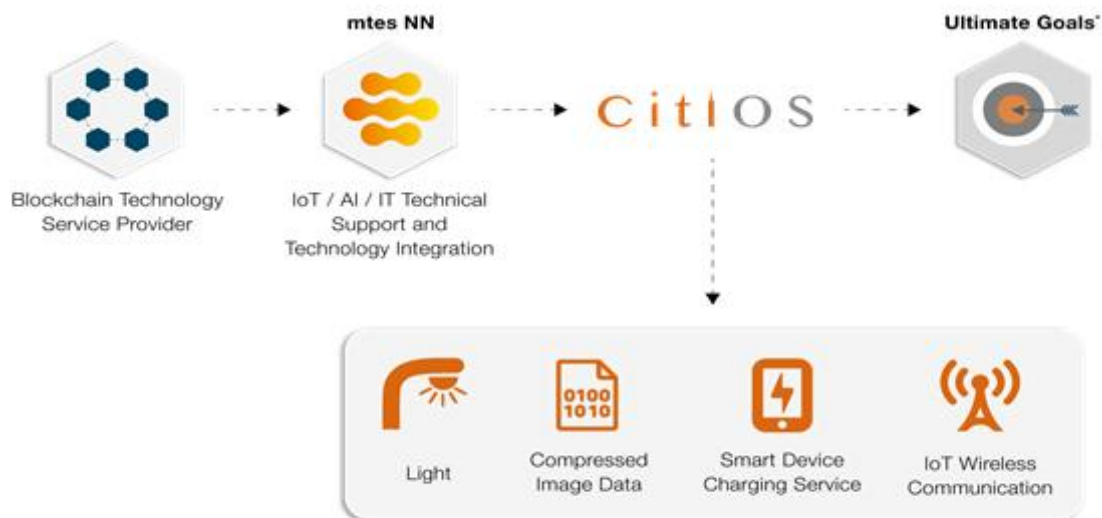 mtes NN
Ultimate Goals*
CitIOS
Blockchain Technology
Service Provider
IoT / AI / IT Technical
Support and
Technology Integration
0100
1010
Light
Compressed
Image Data
Smart Device
Charging Service
IoT Wireless
Communication